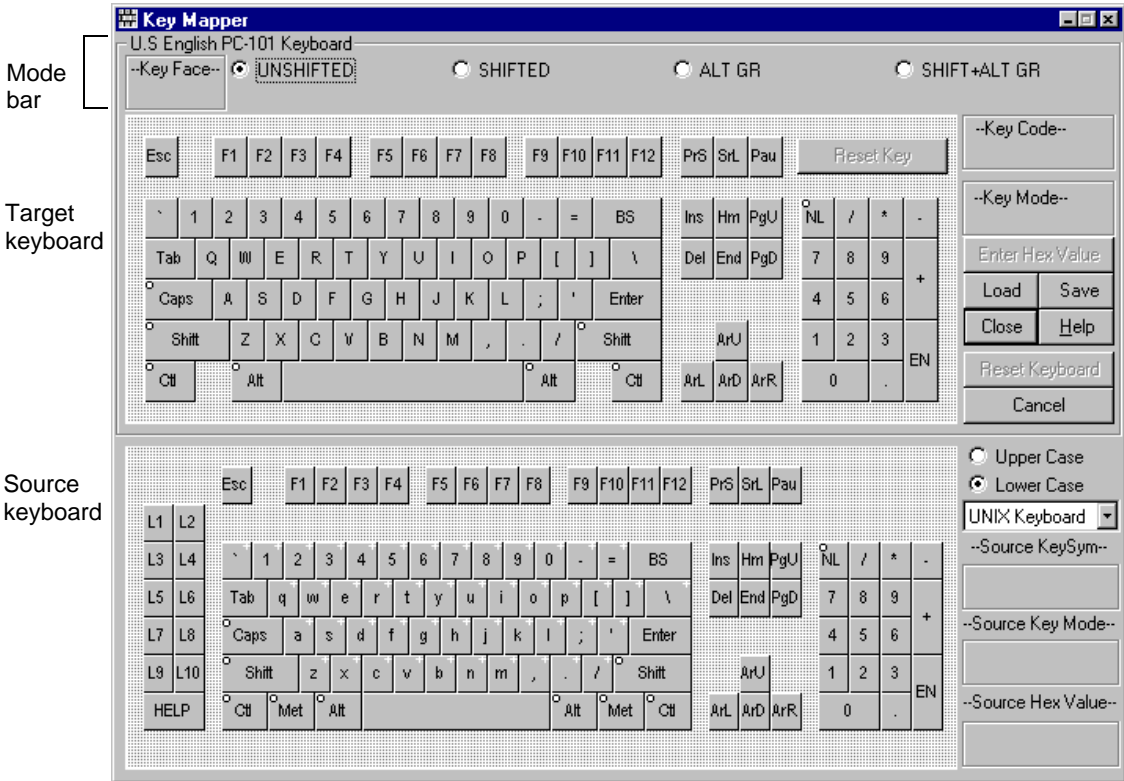 Key Mapper
U.S English PC-101 Keyboard
Mode bar
--Key Face-- UNSHIFTED SHIFTED ALT GR SHIFT+ALT GR
--Key Code--
Esc F1 F2 F3 F4 F5 F6 F7 F8 F9 F10 F11 F12 PrS SrL Pau Reset Key
--Key Mode--
Target keyboard
` 1 2 3 4 5 6 7 8 9 0 - = BS Ins Hm PgU NL / * -
Tab Q W E R T Y U I O P [ ] \ Del End PgD 7 8 9 +
Enter Hex Value
Caps A S D F G H J K L ; ' Enter 4 5 6
Load Save
Shift Z X C V B N M , . / Shift ArU 1 2 3 EN
Close Help
Ctl Alt Alt Ctl ArL ArD ArR 0 .
Reset Keyboard
Cancel
Source keyboard
Upper Case
Lower Case
UNIX Keyboard
Esc F1 F2 F3 F4 F5 F6 F7 F8 F9 F10 F11 F12 PrS SrL Pau
L1 L2
L3 L4 ` 1 2 3 4 5 6 7 8 9 0 - = BS Ins Hm PgU NL / * -
--Source KeySym--
L5 L6 Tab q w e r t y u i o p [ ] \ Del End PgD 7 8 9 +
L7 L8 Caps a s d f g h j k l ; ' Enter 4 5 6
--Source Key Mode--
L9 L10 Shift z x c v b n m , . / Shift ArU 1 2 3 EN
HELP Ctl Met Alt Alt Met Ctl ArL ArD ArR 0 .
--Source Hex Value--